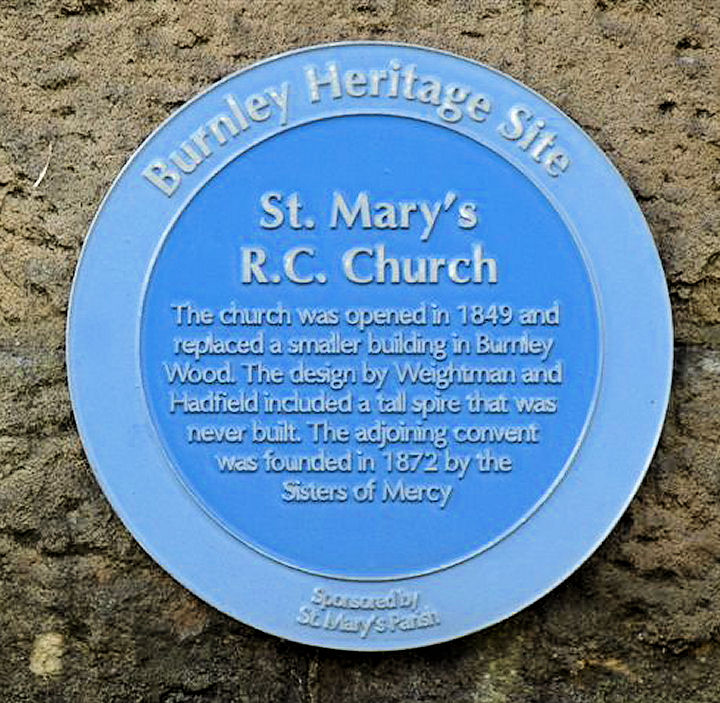 Burnley Heritage Site
St. Mary's
R.C. Church
The church was opened in 1849 and
replaced a smaller building in Burnley
Wood. The design by Weightman and
Hadfield included a tall spire that was
never built. The adjoining convent
was founded in 1872 by the
Sisters of Mercy
Sponsored by
St. Mary's Parish